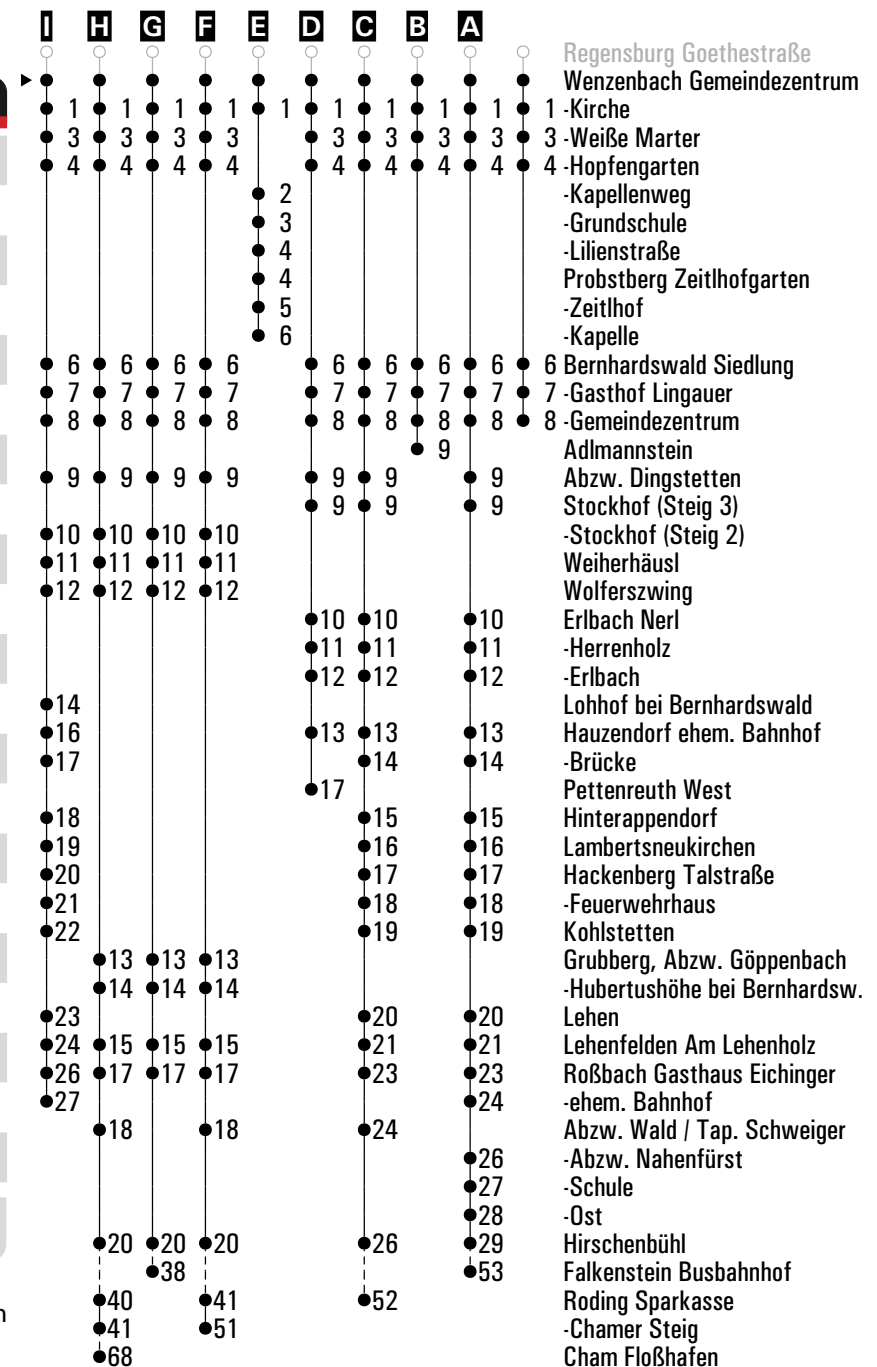 I H G F E D C B A
Regensburg Goethestraße
Wenzenbach Gemeindezentrum
1 1 1 1 1 1 1 1 1 1 -Kirche
3 3 3 3 3 3 3 3 3 -Weiße Marter
4 4 4 4 4 4 4 4 4 -Hopfengarten
2 -Kapellenweg
3 -Grundschule
4 -Lilienstraße
4 Probstberg Zeitlhofgarten
5 -Zeitlhof
6 -Kapelle
6 6 6 6 6 6 6 6 6 Bernhardswald Siedlung
7 7 7 7 7 7 7 7 7 -Gasthof Lingauer
8 8 8 8 8 8 8 8 8 -Gemeindezentrum
9 Adlmannstein
9 9 9 9 9 9 9 Abzw. Dingstetten
9 9 9 Stockhof (Steig 3)
10 10 10 10 -Stockhof (Steig 2)
11 11 11 11 Weiherhäusl
12 12 12 12 Wolferszwing
10 10 10 Erlbach Nerl
11 11 11 -Herrenholz
12 12 12 -Erlbach
14 Lohhof bei Bernhardswald
16 13 13 13 Hauzendorf ehem. Bahnhof
17 14 14 -Brücke
17 Pettenreuth West
18 15 15 Hinterappendorf
19 16 16 Lambertsneukirchen
20 17 17 Hackenberg Talstraße
21 18 18 -Feuerwehrhaus
22 19 19 Kohlstetten
13 13 13 Grubberg, Abzw. Göppenbach
14 14 14 -Hubertushöhe bei Bernhardsw.
23 20 20 Lehen
24 15 15 15 21 21 Lehenfelden Am Lehenholz
26 17 17 17 23 23 Roßbach Gasthaus Eichinger
27 24 -ehem. Bahnhof
18 18 24 Abzw. Wald / Tap. Schweiger
26 -Abzw. Nahenfürst
27 -Schule
28 -Ost
20 20 20 26 29 Hirschenbühl
38 53 Falkenstein Busbahnhof
n 40 41 52 Roding Sparkasse
41 51 -Chamer Steig
68 Cham Floßhafen